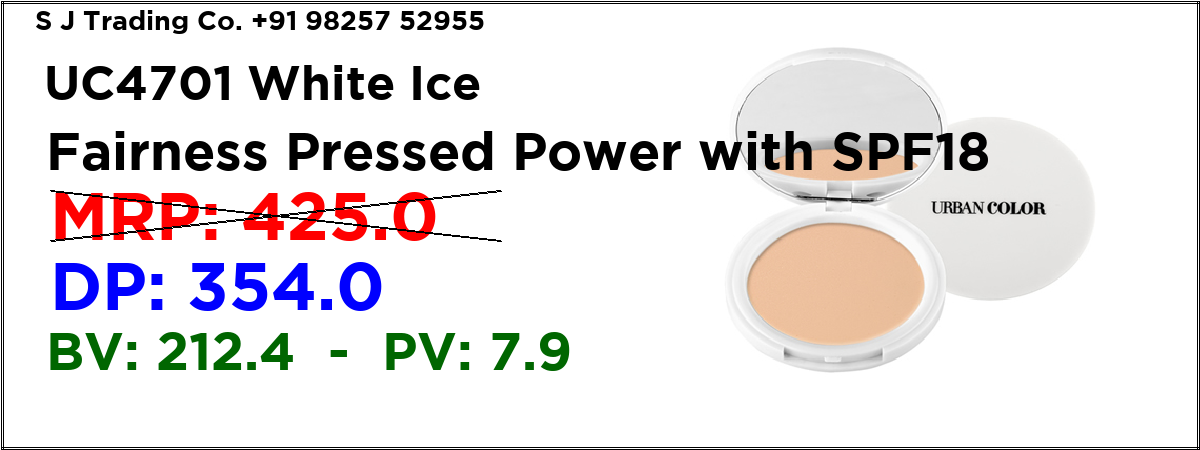 S J Trading Co. +91 98257 52955
UC4701 White Ice
Fairness Pressed Power with SPF18
MRP: 425.0
DP: 354.0
BV: 212.4 - PV: 7.9
URBAN COLOR